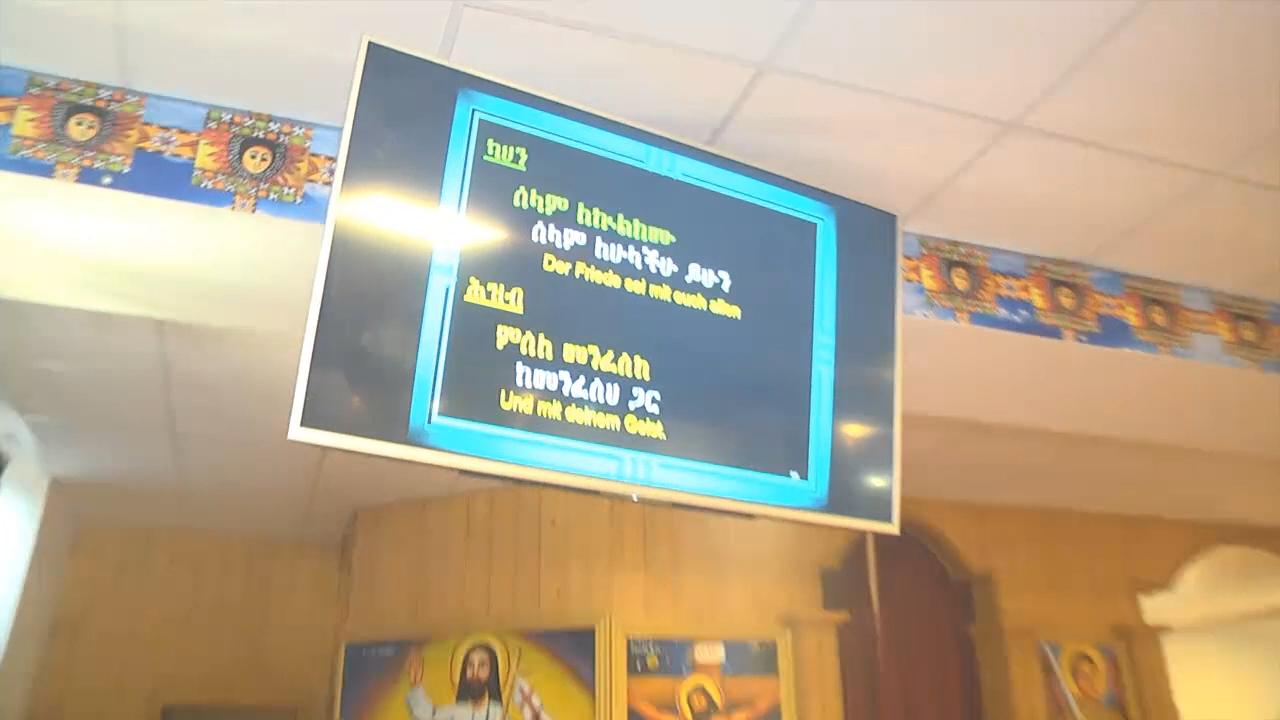 ካህን
ሰላም ለኩልክሙ
ሰላም ለሁላችሁ ይሁን
Der Friede sei mit euch allen
ሕዝብ
ምስለ መንፈስከ
ከመንፈስህ ጋር
Und mit deinem Geist.